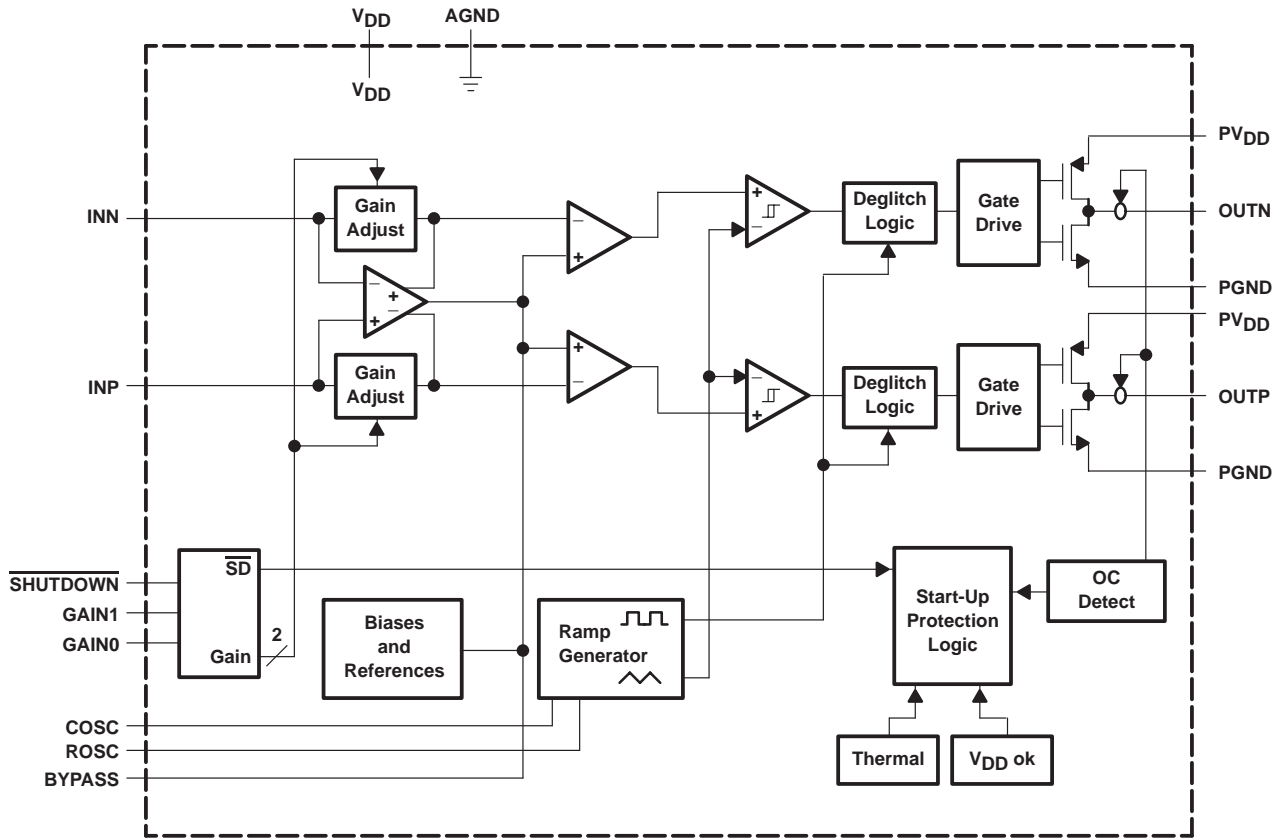 VDD
AGND
VDD
PVDD
INN
Gain
Adjust
−
+
+
−
Deglitch
Logic
Gate
Drive
OUTN
−
+
−
+
PGND
PVDD
INP
Gain
Adjust
+
−
−
+
Deglitch
Logic
Gate
Drive
OUTP
PGND
SHUTDOWN
GAIN1
GAIN0
SD
Gain
2
Biases
and
References
Ramp
Generator
Start-Up
Protection
Logic
OC
Detect
COSC
ROSC
BYPASS
Thermal
VDD ok